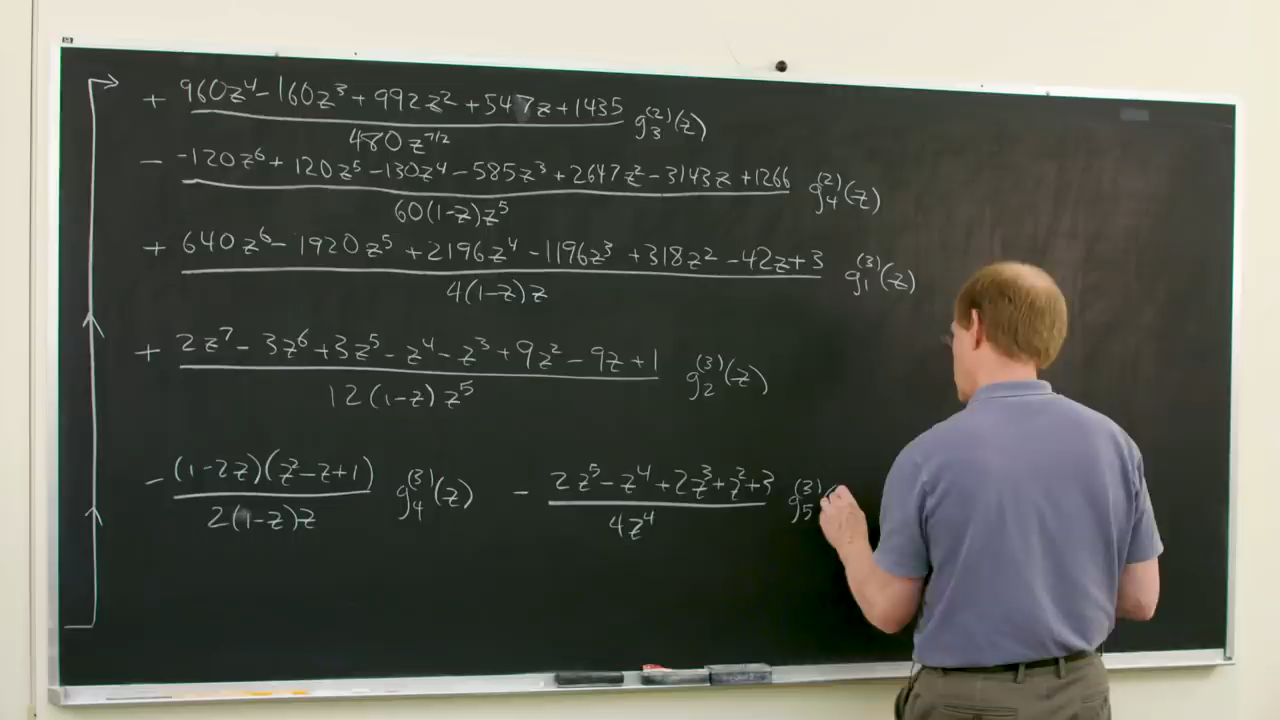 + 960z⁴ - 160z³ + 992z² + 547z + 1435 / 480z^(7/2) g₃⁽²⁾(z)
- -120z⁶ + 120z⁵ - 130z⁴ - 585z³ + 2647z² - 3143z + 1266 / 60(1-z)z⁵ g₄⁽²⁾(z)
+ 640z⁶ - 1920z⁵ + 2196z⁴ - 1196z³ + 318z² - 42z + 3 / 4(1-z)z g₁⁽³⁾(z)
+ 2z⁷ - 3z⁶ + 3z⁵ - z⁴ - z³ + 9z² - 9z + 1 / 12(1-z)z⁵ g₂⁽³⁾(z)
- (1-2z)(z²-z+1) / 2(1-z)z g₄⁽³⁾(z) - 2z⁵ - z⁴ + 2z³ + z² + 3 / 4z⁴ g₅⁽³⁾(